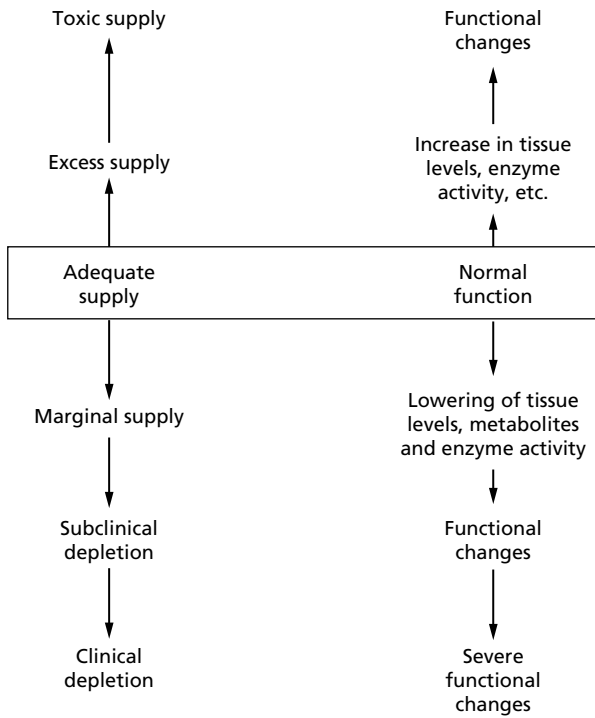 Toxic supply
Functional
changes
Excess supply
Increase in tissue
levels, enzyme
activity, etc.
Adequate
supply
Normal
function
Marginal supply
Lowering of tissue
levels, metabolites
and enzyme activity
Subclinical
depletion
Functional
changes
Clinical
depletion
Severe
functional
changes